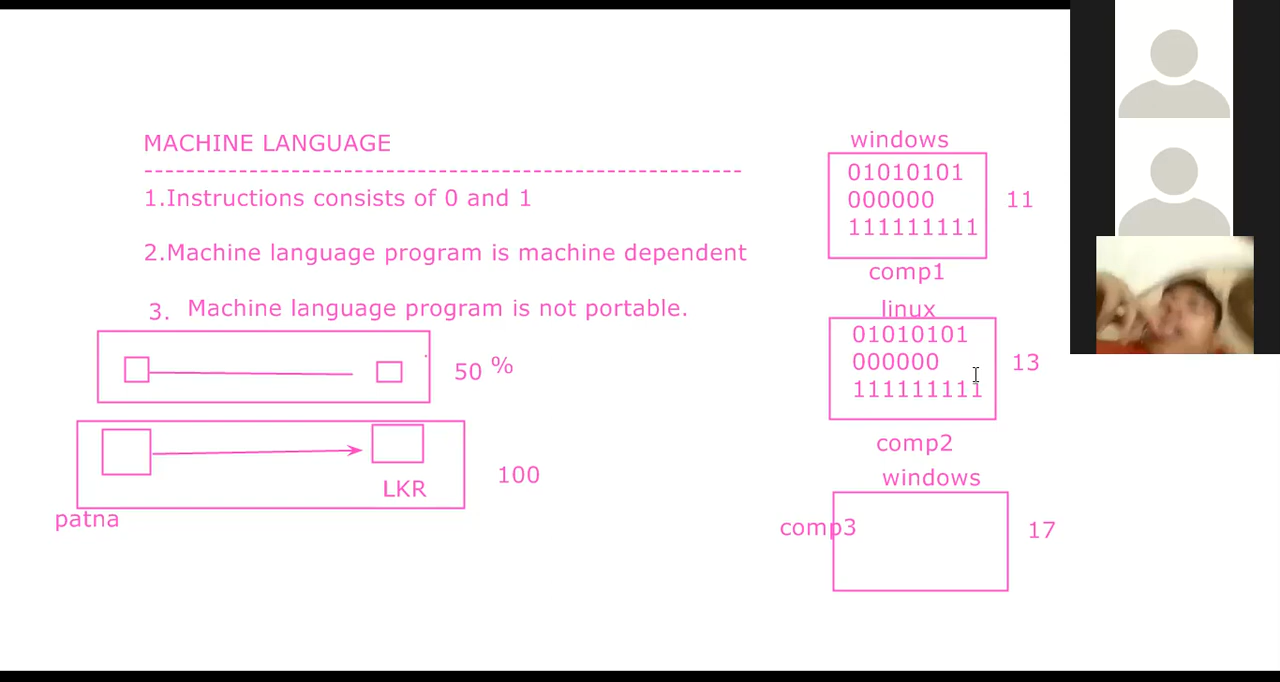 MACHINE LANGUAGE
--------------------------------------------------------
1.Instructions consists of 0 and 1
2.Machine language program is machine dependent
3. Machine language program is not portable.
50 %
100
LKR
patna
windows
01010101
000000
111111111
11
comp1
linux
01010101
000000
111111111
13
comp2
windows
comp3
17